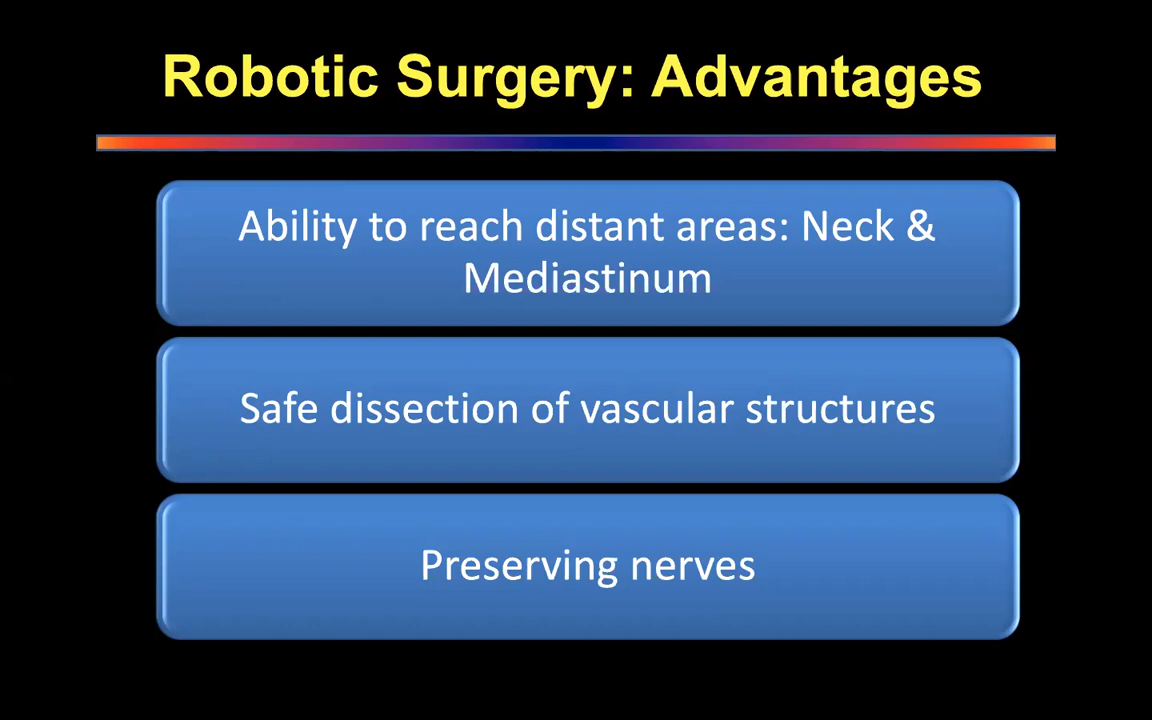 Robotic Surgery: Advantages
Ability to reach distant areas: Neck &
Mediastinum
Safe dissection of vascular structures
Preserving nerves